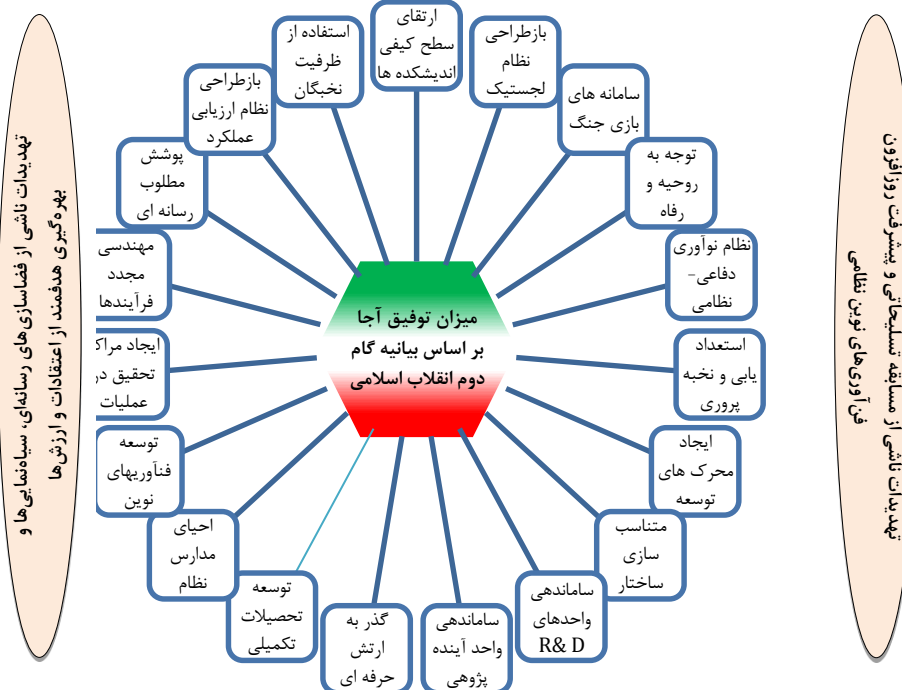 ارتقای
سطح کیفی
اندیشکده ها
بازطراحی
نظام
لجستیک
سامانه های
بازی جنگ
توجه به
روحیه و
رفاه
نظام نوآوری
دفاعی-
نظامی
استعداد
یابی و نخبه
پروری
ایجاد
محرک های
توسعه
متناسب
سازی
ساختار
ساماندهی
واحدهای
R& D
ساماندهی
واحد آینده
پژوهی
گذر به
ارتش
حرفه ای
توسعه
تحصیلات
تکمیلی
احیای
مدارس
نظام
توسعه
فنآوریهای
نوین
ایجاد
تحقیق در
عملیات
مهندسی
مجدد
فرآیندها
پوشش
مطلوب
رسانه ای
بازطراحی
نظام ارزیابی
عملکرد
استفاده از
ظرفیت
نخبگان
میزان توفیق آجا
بر اساس بیانیه گام
دوم انقلاب اسلامی
تهدیدات ناشی از مسابقه تسلیحاتی و پیشرفت روزافزون
فن‌آوری‌های نوین نظامی
تهدیدات ناشی از فضاسازی‌های رسانه‌ای، سیاه‌نمایی‌ها و
بهره‌گیری هدفمند از اعتقادات و ارزش‌ها